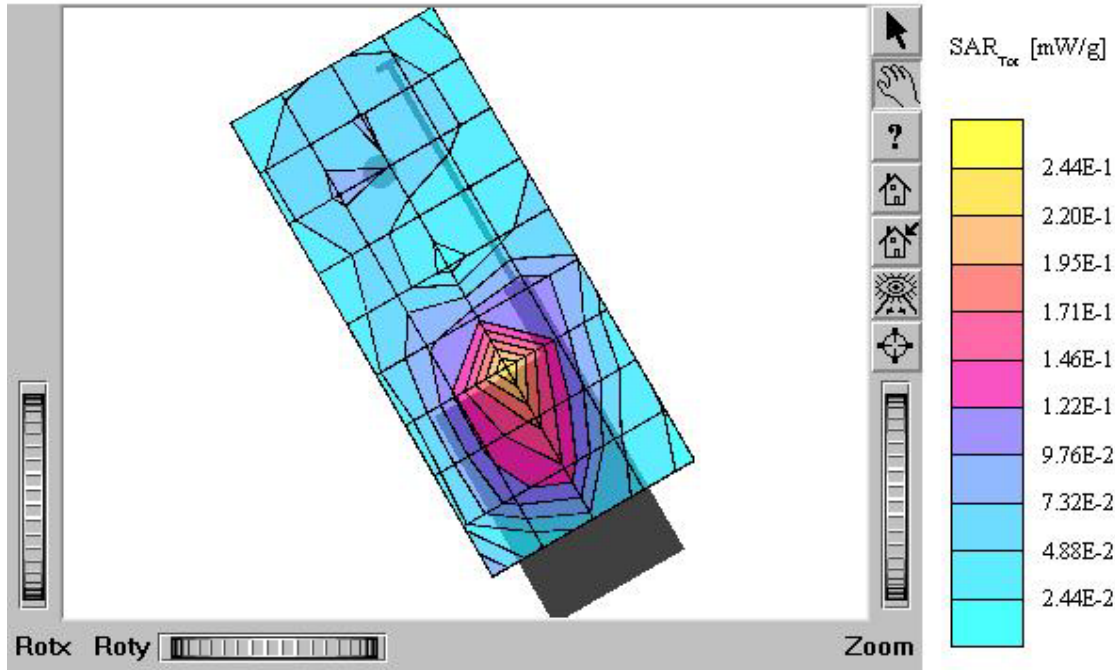 SAR_Tot [mW/g]
?
2.44E-1
2.20E-1
1.95E-1
1.71E-1
1.46E-1
1.22E-1
9.76E-2
7.32E-2
4.88E-2
2.44E-2
Rotx Roty Zoom